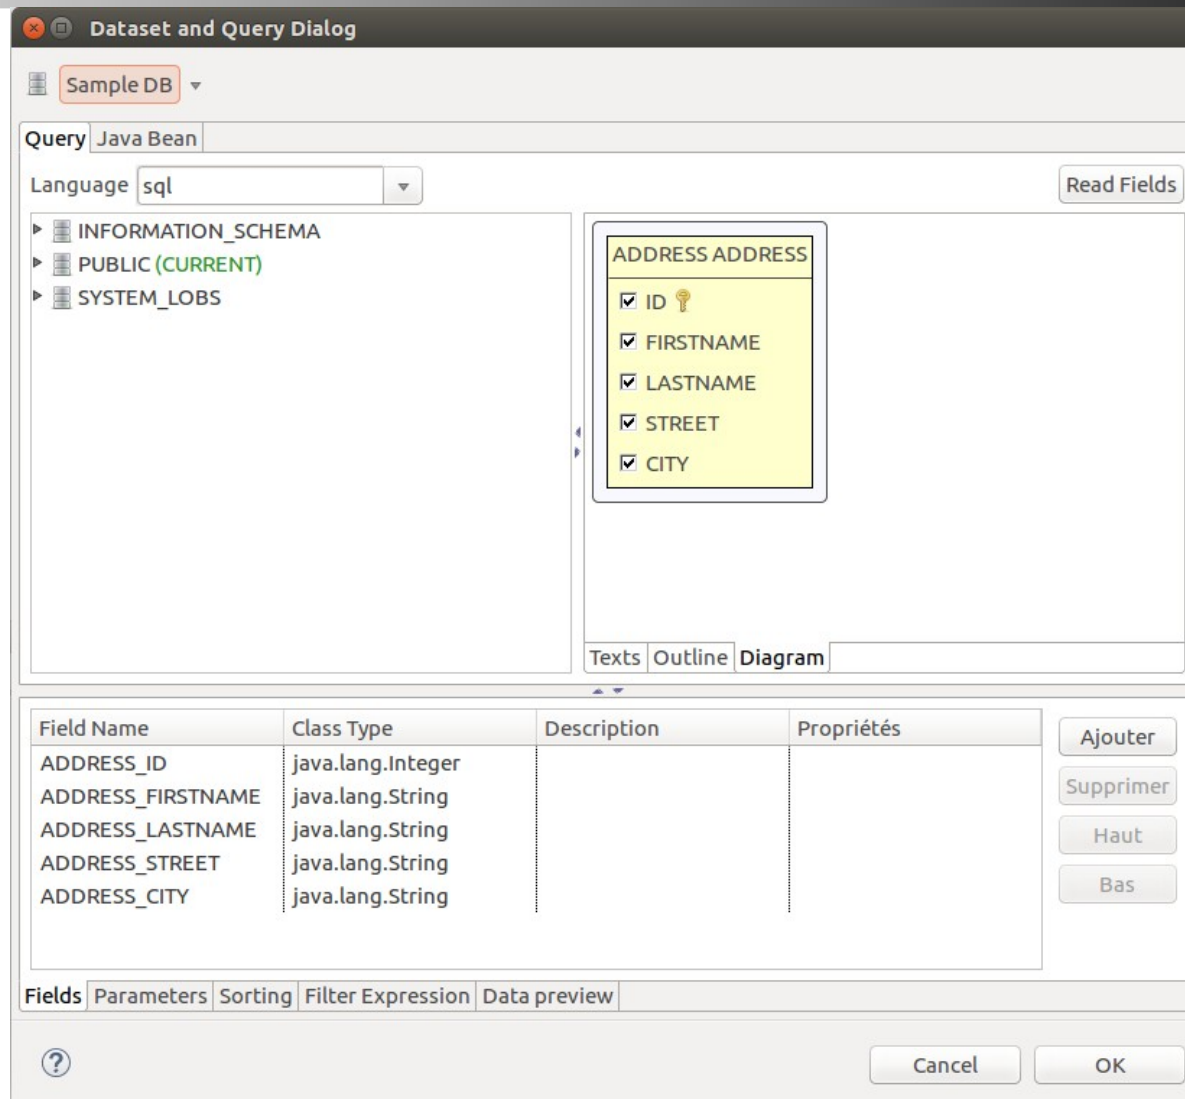 Dataset and Query Dialog
Sample DB
Query Java Bean
Language sql Read Fields
INFORMATION_SCHEMA
PUBLIC (CURRENT)
SYSTEM_LOBS
ADDRESS ADDRESS
ID
FIRSTNAME
LASTNAME
STREET
CITY
Texts Outline Diagram
Field Name Class Type Description Propriétés
ADDRESS_ID java.lang.Integer
ADDRESS_FIRSTNAME java.lang.String
ADDRESS_LASTNAME java.lang.String
ADDRESS_STREET java.lang.String
ADDRESS_CITY java.lang.String
Ajouter
Supprimer
Haut
Bas
Fields Parameters Sorting Filter Expression Data preview
? Cancel OK